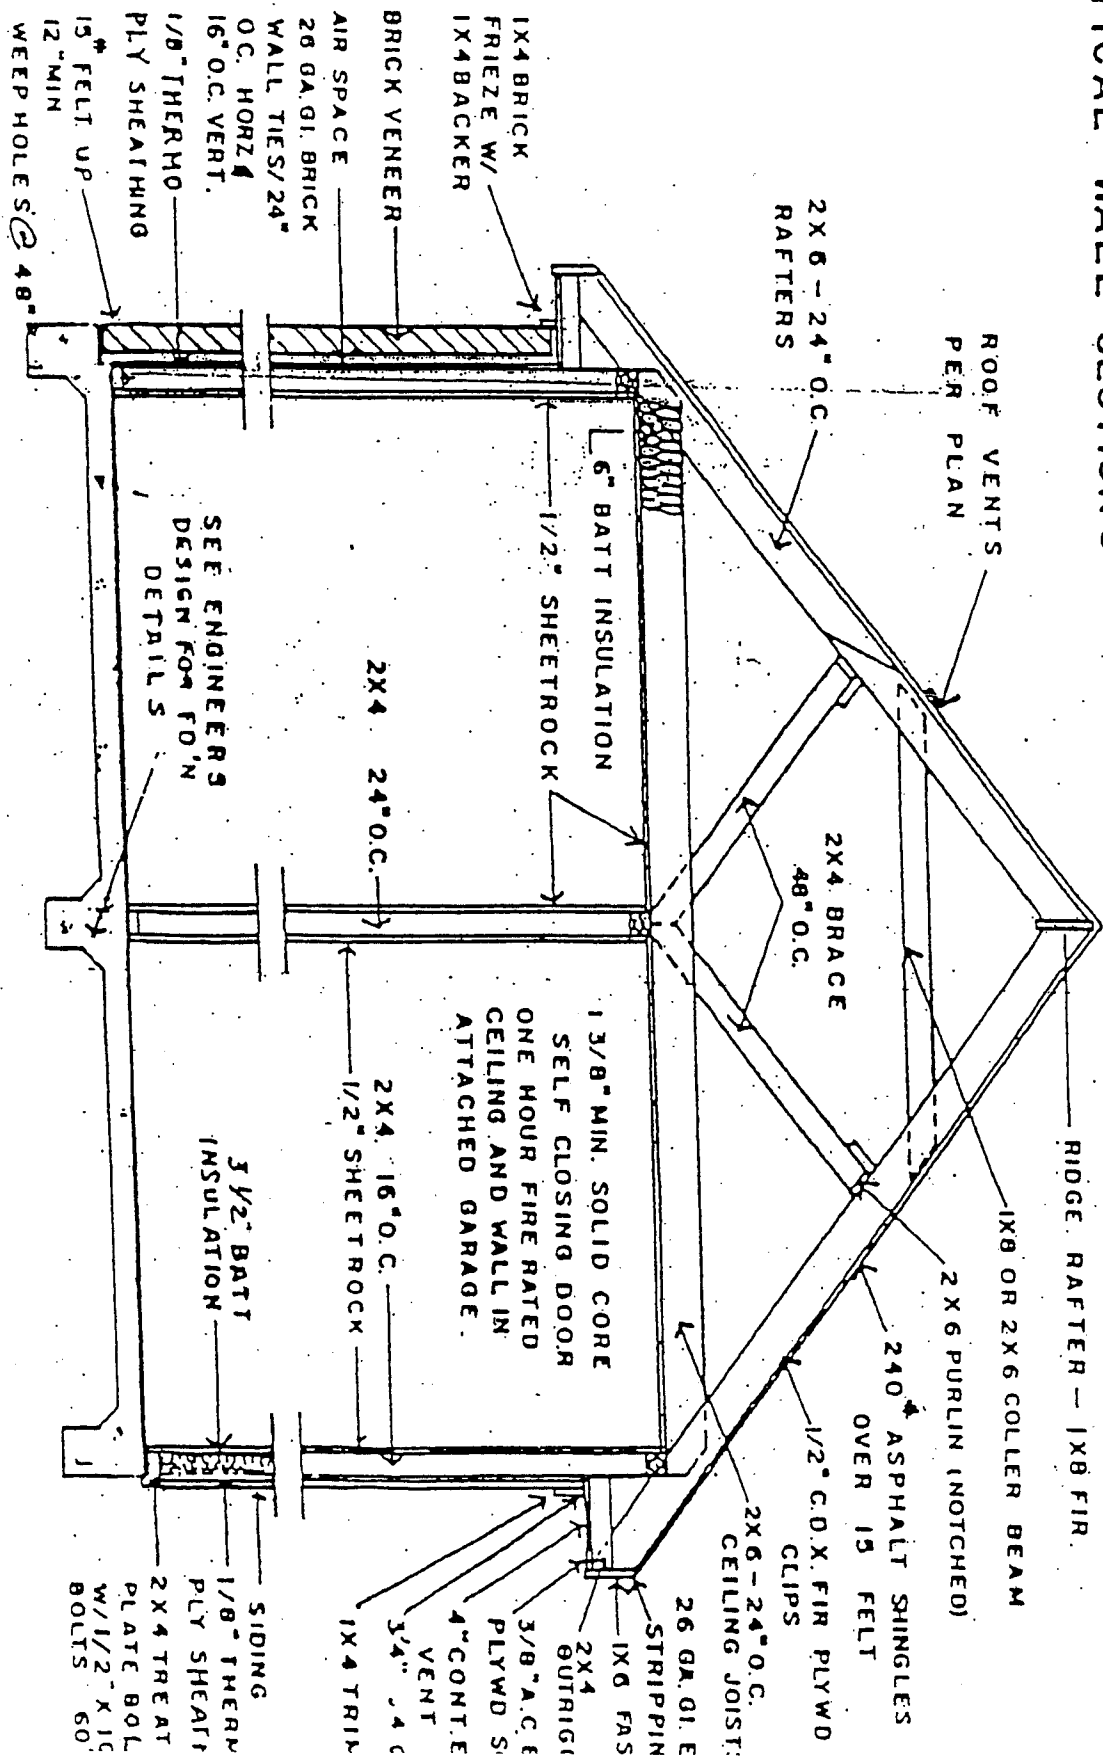 WALL SECTIONS
ROOF VENTS
PER PLAN
2X6-24"O.C.
RAFTERS
1X4 BRICK
FRIEZE W/
1X4 BACKER
BRICK VENEER
AIR SPACE
26 GA.GI. BRICK
WALL TIES/24"
O.C. HORZ &
16"O.C. VERT.
1/8" THERMO
PLY SHEATHING
15# FELT UP
12"MIN
WEEP HOLES @ 48"
RIDGE RAFTER - 1X8 FIR.
1X8 OR 2X6 COLLER BEAM
2X6 PURLIN (NOTCHED)
240# ASPHALT SHINGLES
OVER 15 FELT
1/2" C.D.X. FIR PLYWD
CLIPS
2X6-24"O.C.
CEILING JOIST
2X4 BRACE
48"O.C.
6" BATT INSULATION
1/2" SHEETROCK
2X4 24"O.C.
SEE ENGINEERS
DESIGN FOR FD'N
DETAILS
1 3/8" MIN. SOLID CORE
SELF CLOSING DOOR
ONE HOUR FIRE RATED
CEILING AND WALL IN
ATTACHED GARAGE.
2X4 16"O.C.
1/2" SHEETROCK
3 1/2" BATT
INSULATION
26 GA.GI. E
STRIPPIN
1X6 FAS
2X4
OUTRIG
3/8" A.C E
PLYWD S
4" CONT. E
VENT
1X4 TRIM
SIDING
1/8" THERM
PLY SHEATH
2X4 TREAT
PLATE BOL
W/ 1/2" X 10
BOLTS 60